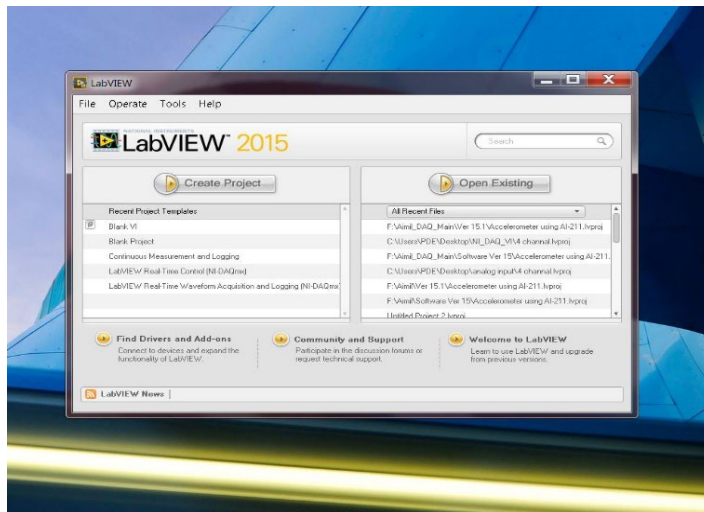 LabVIEW
File Operate Tools Help
NATIONAL INSTRUMENTS
LabVIEW™ 2015
Search
Create Project
Recent Project Templates
Blank VI
Blank Project
Continuous Measurement and Logging
LabVIEW Real-Time Control (NI-DAQmx)
LabVIEW Real-Time Waveform Acquisition and Logging (NI-DAQmx)
Open Existing
All Recent Files
F:\Aimil_DAQ_Main\Ver 15.1\Accelerometer using AI-211.lvproj
C:\Users\PDE\Desktop\NI_DAQ_VI\4 channal.lvproj
F:\Aimil_DAQ_Main\Software Ver 15\Accelerometer using AI-211.
C:\Users\PDE\Desktop\analog input\4 channal.lvproj
F:\Aimil\Ver 15.1\Accelerometer using AI-211.lvproj
F:\Aimil\Software Ver 15\Accelerometer using AI-211.lvproj
Untitled Project 2.lvproj
Find Drivers and Add-ons
Connect to devices and expand the
functionality of LabVIEW.
Community and Support
Participate in the discussion forums or
request technical support.
Welcome to LabVIEW
Learn to use LabVIEW and upgrade
from previous versions.
LabVIEW News